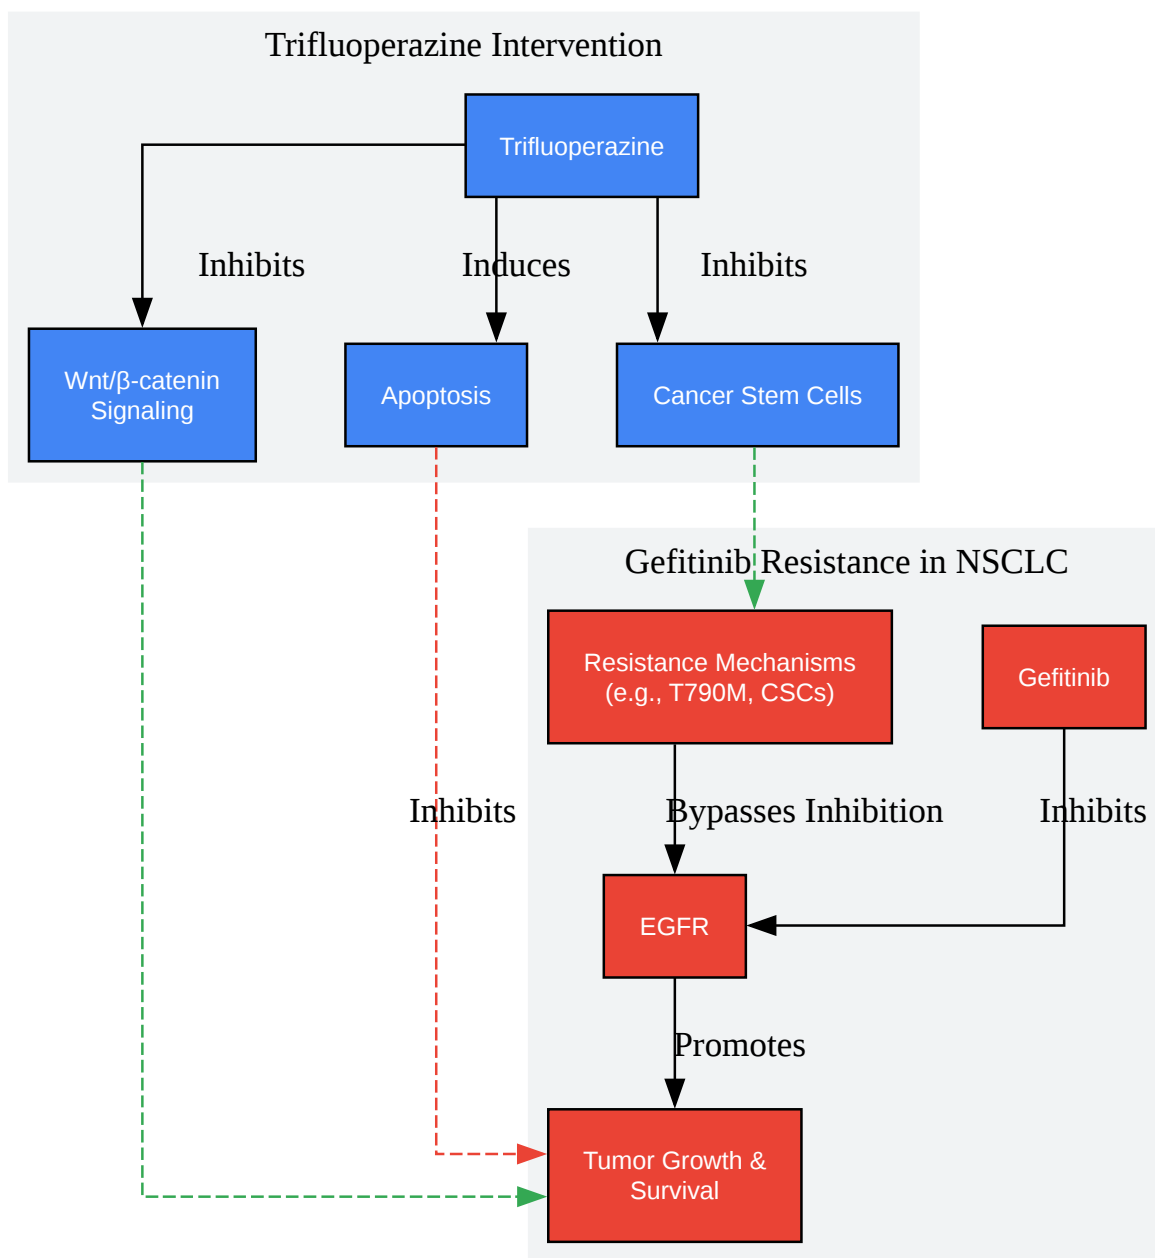 Trifluoperazine Intervention
Trifluoperazine
Inhibits
Induces
Inhibits
Wnt/β-catenin
Signaling
Apoptosis
Cancer Stem Cells
Gefitinib Resistance in NSCLC
Resistance Mechanisms
(e.g., T790M, CSCs)
Gefitinib
Inhibits
Bypasses Inhibition
Inhibits
EGFR
Promotes
Tumor Growth &
Survival